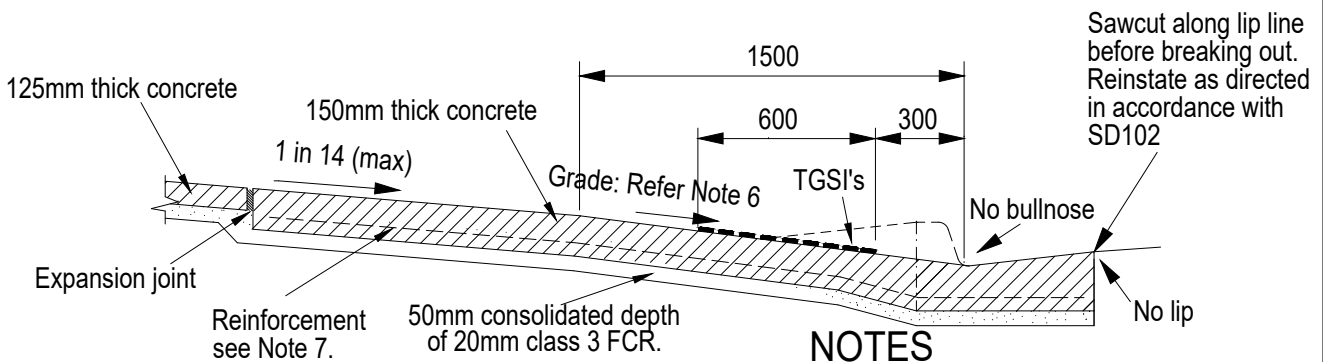 Sawcut along lip line
before breaking out.
Reinstate as directed
in accordance with
SD102
1500
125mm thick concrete
150mm thick concrete
600
300
1 in 14 (max)
Grade: Refer Note 6
TGSI's
No bullnose
Expansion joint
No lip
Reinforcement
see Note 7.
50mm consolidated depth
of 20mm class 3 FCR.
NOTES